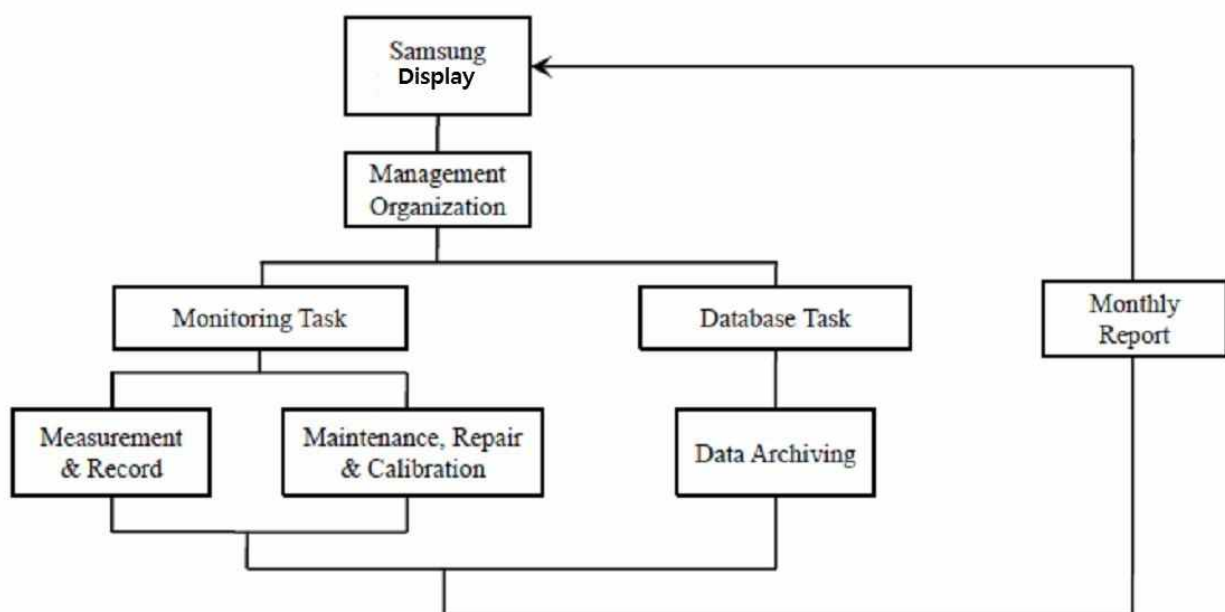 Samsung
Display
Management
Organization
Monitoring Task
Database Task
Monthly
Report
Measurement
& Record
Maintenance, Repair
& Calibration
Data Archiving